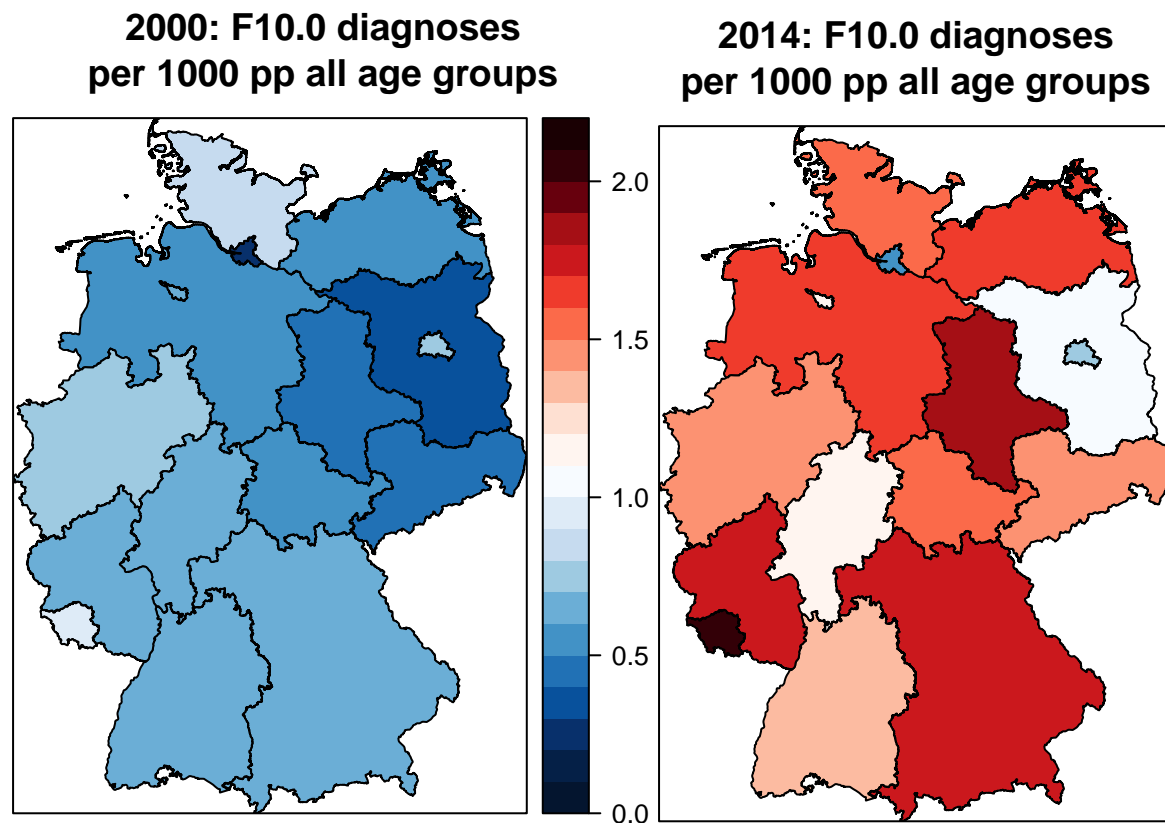 2000: F10.0 diagnoses
per 1000 pp all age groups
2014: F10.0 diagnoses
per 1000 pp all age groups
2.0
1.5
1.0
0.5
0.0